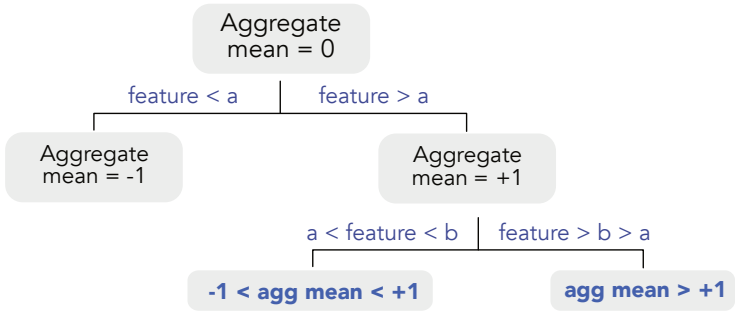 Aggregate
mean = 0
feature < a
feature > a
Aggregate
mean = -1
Aggregate
mean = +1
a < feature < b
feature > b > a
-1 < agg mean < +1
agg mean > +1